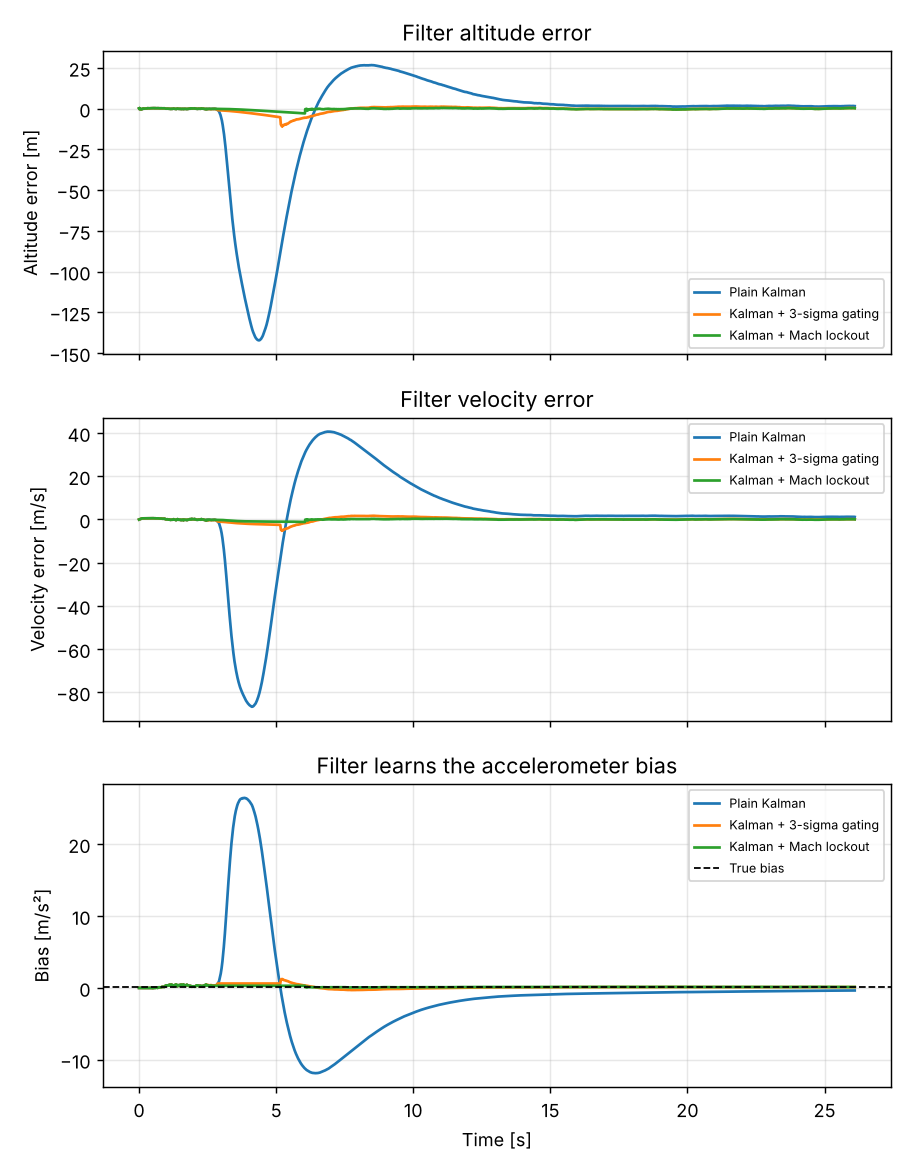 Filter altitude error
Altitude error [m]
25
0
−25
−50
−75
−100
−125
−150
Plain Kalman
Kalman + 3-sigma gating
Kalman + Mach lockout
Filter velocity error
Velocity error [m/s]
40
20
0
−20
−40
−60
−80
Plain Kalman
Kalman + 3-sigma gating
Kalman + Mach lockout
Filter learns the accelerometer bias
Bias [m/s²]
20
10
0
−10
Plain Kalman
Kalman + 3-sigma gating
Kalman + Mach lockout
True bias
0 5 10 15 20 25
Time [s]